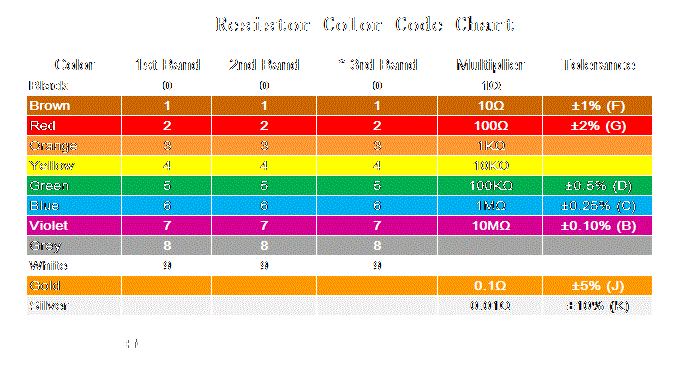 Resistor Color Code Chart
Color 1st Band 2nd Band * 3rd Band Multiplier Tolerance
Black 0 0 0 1Ω
Brown 1 1 1 10Ω ±1% (F)
Red 2 2 2 100Ω ±2% (G)
Orange 3 3 3 1KΩ
Yellow 4 4 4 10KΩ
Green 5 5 5 100KΩ ±0.5% (D)
Blue 6 6 6 1MΩ ±0.25% (C)
Violet 7 7 7 10MΩ ±0.10% (B)
Grey 8 8 8
White 9 9 9
Gold 0.1Ω ±5% (J)
Silver 0.01Ω ±10% (K)